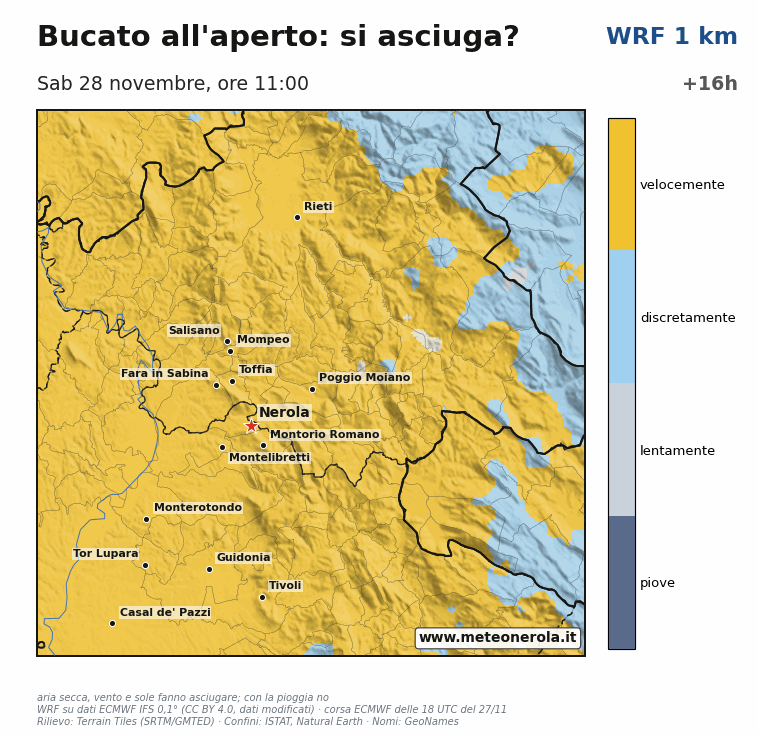 Bucato all'aperto: si asciuga?
WRF 1 km
Sab 28 novembre, ore 11:00
+16h
velocemente
discretamente
lentamente
piove
Rieti
Salisano
Mompeo
Fara in Sabina
Toffia
Poggio Moiano
Nerola
Montorio Romano
Montelibretti
Monterotondo
Tor Lupara
Guidonia
Tivoli
Casal de' Pazzi
www.meteonerola.it
aria secca, vento e sole fanno asciugare; con la pioggia no
WRF su dati ECMWF IFS 0,1° (CC BY 4.0, dati modificati) · corsa ECMWF delle 18 UTC del 27/11
Rilievo: Terrain Tiles (SRTM/GMTED) · Confini: ISTAT, Natural Earth · Nomi: GeoNames